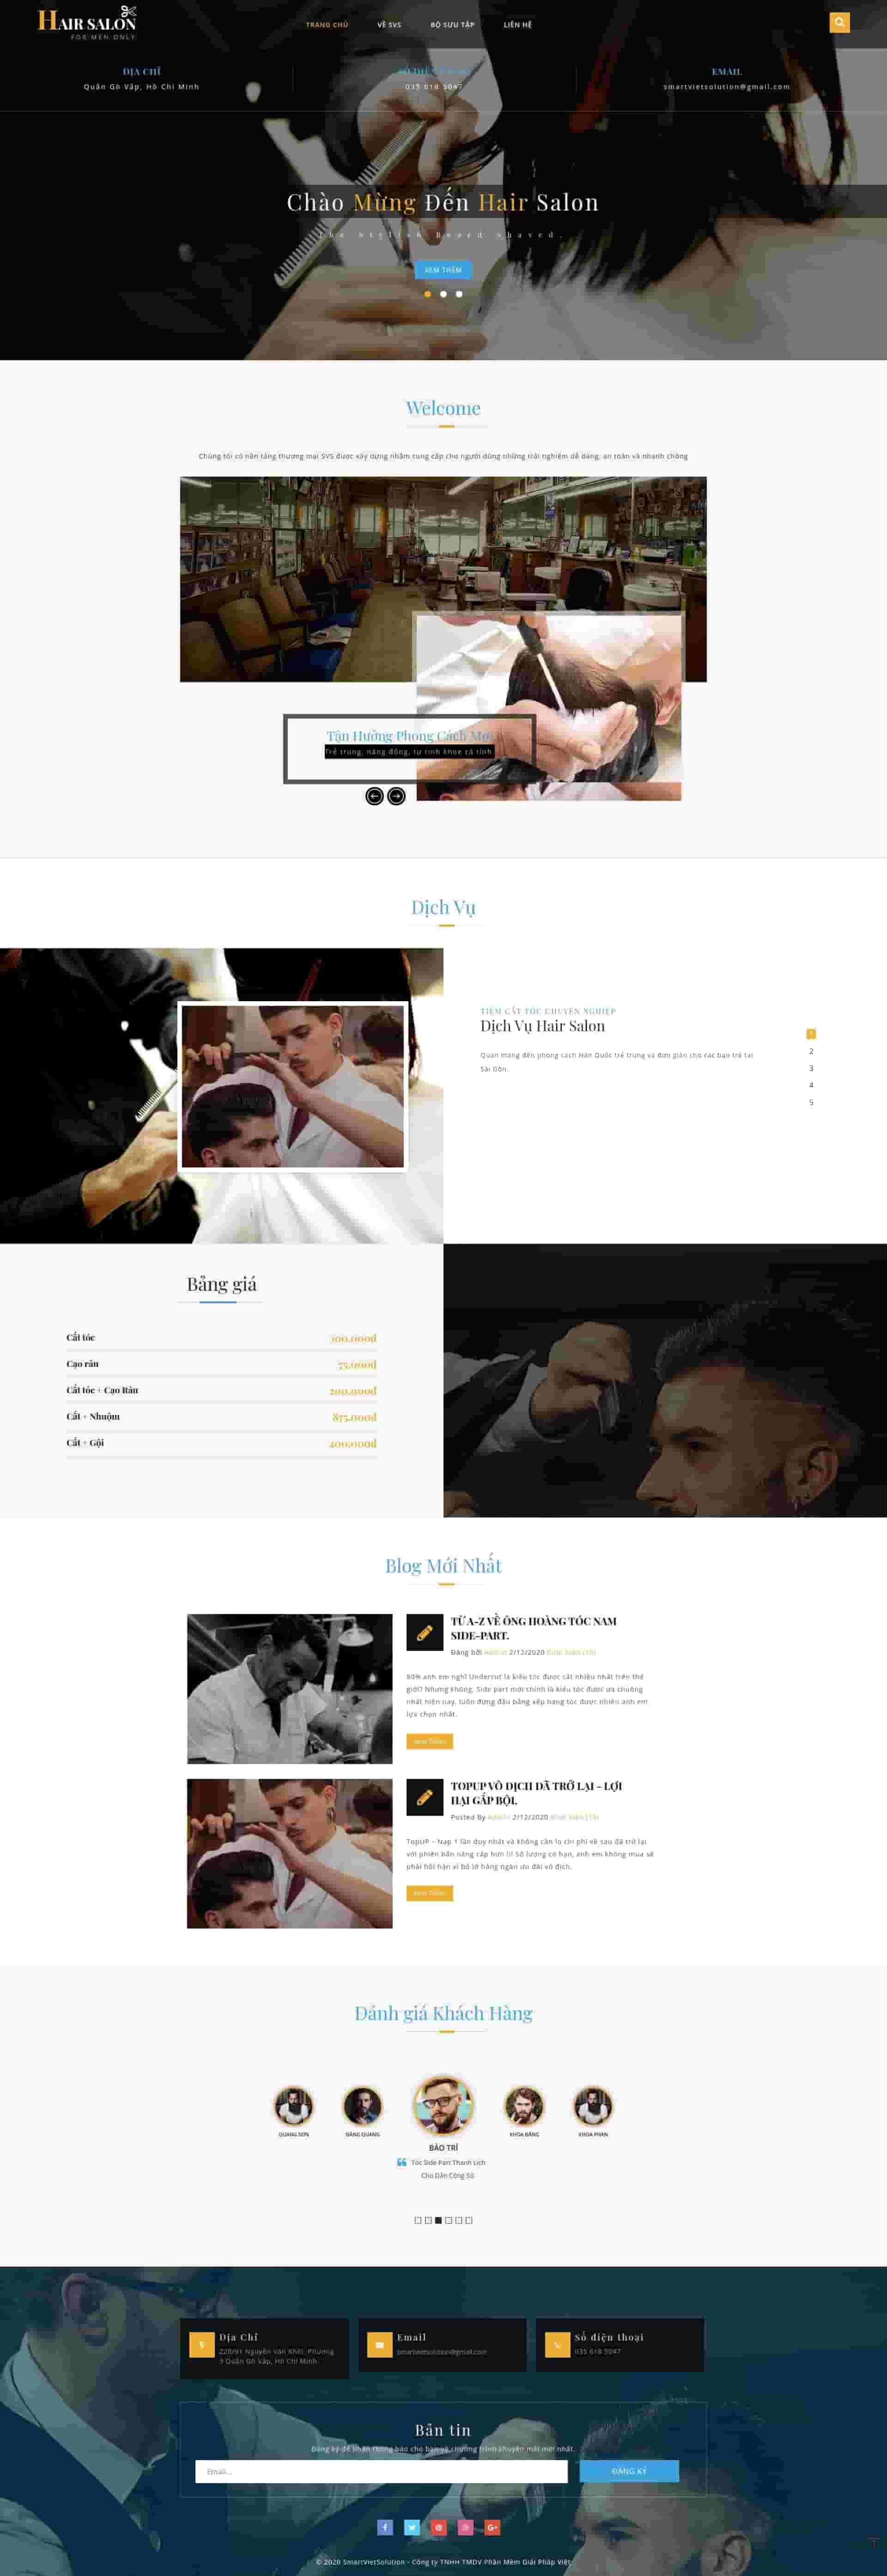 HAIR SALON
FOR MEN ONLY
TRANG CHỦ VỀ SVS BỘ SƯU TẬP LIÊN HỆ
ĐỊA CHỈ
Quận Gò Vấp, Hồ Chí Minh
035 618 5047
EMAIL
smartvietsolution@gmail.com
Chào Mừng Đến Hair Salon
XEM THÊM
Welcome
Chúng tôi có nền tảng thương mại SVS được xây dựng nhằm cung cấp cho người dùng những trải nghiệm dễ dàng, an toàn và nhanh chóng
Tận Hưởng Phong Cách Mới
Trẻ trung, năng động, tự tinh khoe cá tính
Dịch Vụ
TIỆM CẮT TÓC CHUYÊN NGHIỆP
Dịch Vụ Hair Salon
Quán mang đến phong cách Hàn Quốc trẻ trung và đơn giản cho các bạn trẻ tại
Sài Gòn.
1
2
3
4
5
Bảng giá
Cắt tóc 100.000đ
Cạo râu 75.000đ
Cắt tóc + Cạo Râu 200.000đ
Cắt + Nhuộm 875.000đ
Cắt + Gội 400.000đ
Blog Mới Nhất
TỪ A-Z VỀ ÔNG HOÀNG TÓC NAM
SIDE-PART.
Đăng bởi Admin 2/12/2020
80% anh em nghĩ Undercut là kiểu tóc được cắt nhiều nhất trên thế
giới? Nhưng không, Side part mới chính là kiểu tóc được ưa chuộng
nhất hiện nay, luôn đứng đầu bảng xếp hạng tóc được nhiều anh em
lựa chọn nhất.
XEM THÊM
TOPUP VÔ ĐỊCH ĐÃ TRỞ LẠI - LỢI
HẠI GẤP BỘI.
Posted By Admin 2/12/2020
TopUP – Nạp 1 lần duy nhất và không cần lo chi phí về sau đã trở lại
với phiên bản nâng cấp hơn !!! Số lượng có hạn, anh em không mua sẽ
phải hối hận vì bỏ lỡ hàng ngàn ưu đãi vô địch.
XEM THÊM
Đánh giá Khách Hàng
QUANG SƠN
ĐĂNG QUANG
BẢO TRÍ
KHOA ĐĂNG
KHOA PHAN
Tóc Side Part Thanh Lịch
Cho Dân Công Sở.
Địa Chỉ
228/91 Nguyễn Văn Khối, Phường
9 Quận Gò Vấp, Hồ Chí Minh.
Email
smartvietsolution@gmail.com
Số điện thoại
035 618 5047
Bản tin
Đăng ký để nhận thông báo cho bạn về chương trình khuyến mãi mới nhất.
Email...
ĐĂNG KÝ
© 2020 SmartVietSolution - Công ty TNHH TMDV Phần Mềm Giải Pháp Việt